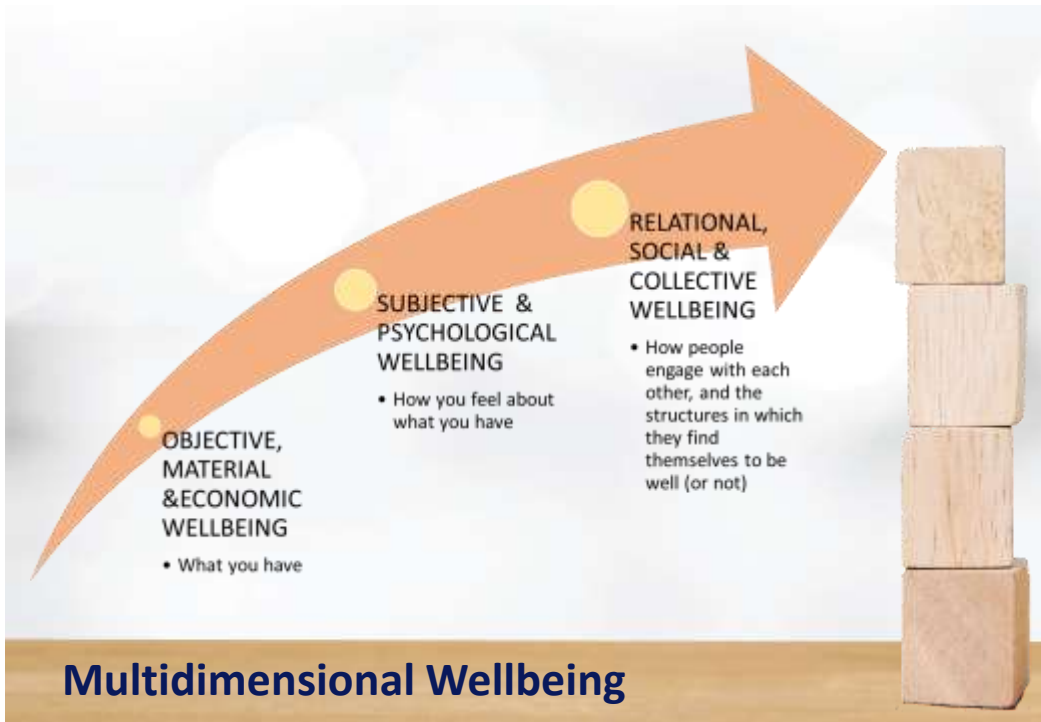 OBJECTIVE,
MATERIAL
&ECONOMIC
WELLBEING
• What you have
SUBJECTIVE &
PSYCHOLOGICAL
WELLBEING
• How you feel about
what you have
RELATIONAL,
SOCIAL &
COLLECTIVE
WELLBEING
• How people
engage with each
other, and the
structures in which
they find
themselves to be
well (or not)
Multidimensional Wellbeing